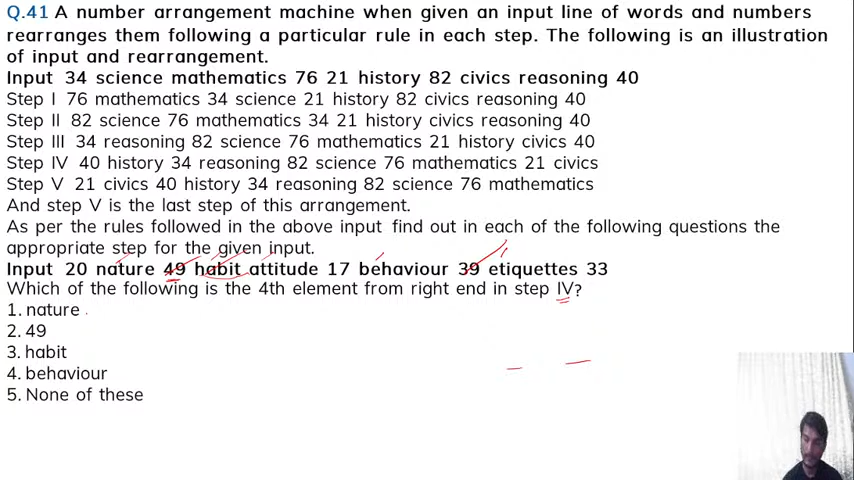 Q.41 A number arrangement machine when given an input line of words and numbers
rearranges them following a particular rule in each step. The following is an illustration
of input and rearrangement.
Input 34 science mathematics 76 21 history 82 civics reasoning 40
Step I 76 mathematics 34 science 21 history 82 civics reasoning 40
Step II 82 science 76 mathematics 34 21 history civics reasoning 40
Step III 34 reasoning 82 science 76 mathematics 21 history civics 40
Step IV 40 history 34 reasoning 82 science 76 mathematics 21 civics
Step V 21 civics 40 history 34 reasoning 82 science 76 mathematics
And step V is the last step of this arrangement.
As per the rules followed in the above input find out in each of the following questions the
appropriate step for the given input.
Input 20 nature 49 habit attitude 17 behaviour 39 etiquettes 33
Which of the following is the 4th element from right end in step IV?
1. nature
2. 49
3. habit
4. behaviour
5. None of these